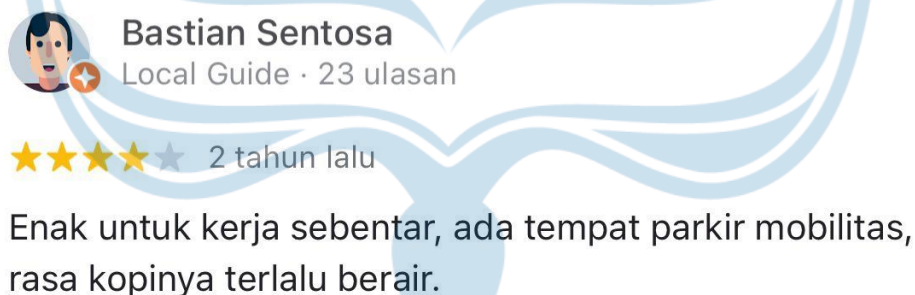 Bastian Sentosa
Local Guide · 23 ulasan
2 tahun lalu
Enak untuk kerja sebentar, ada tempat parkir mobilitas,
rasa kopinya terlalu berair.